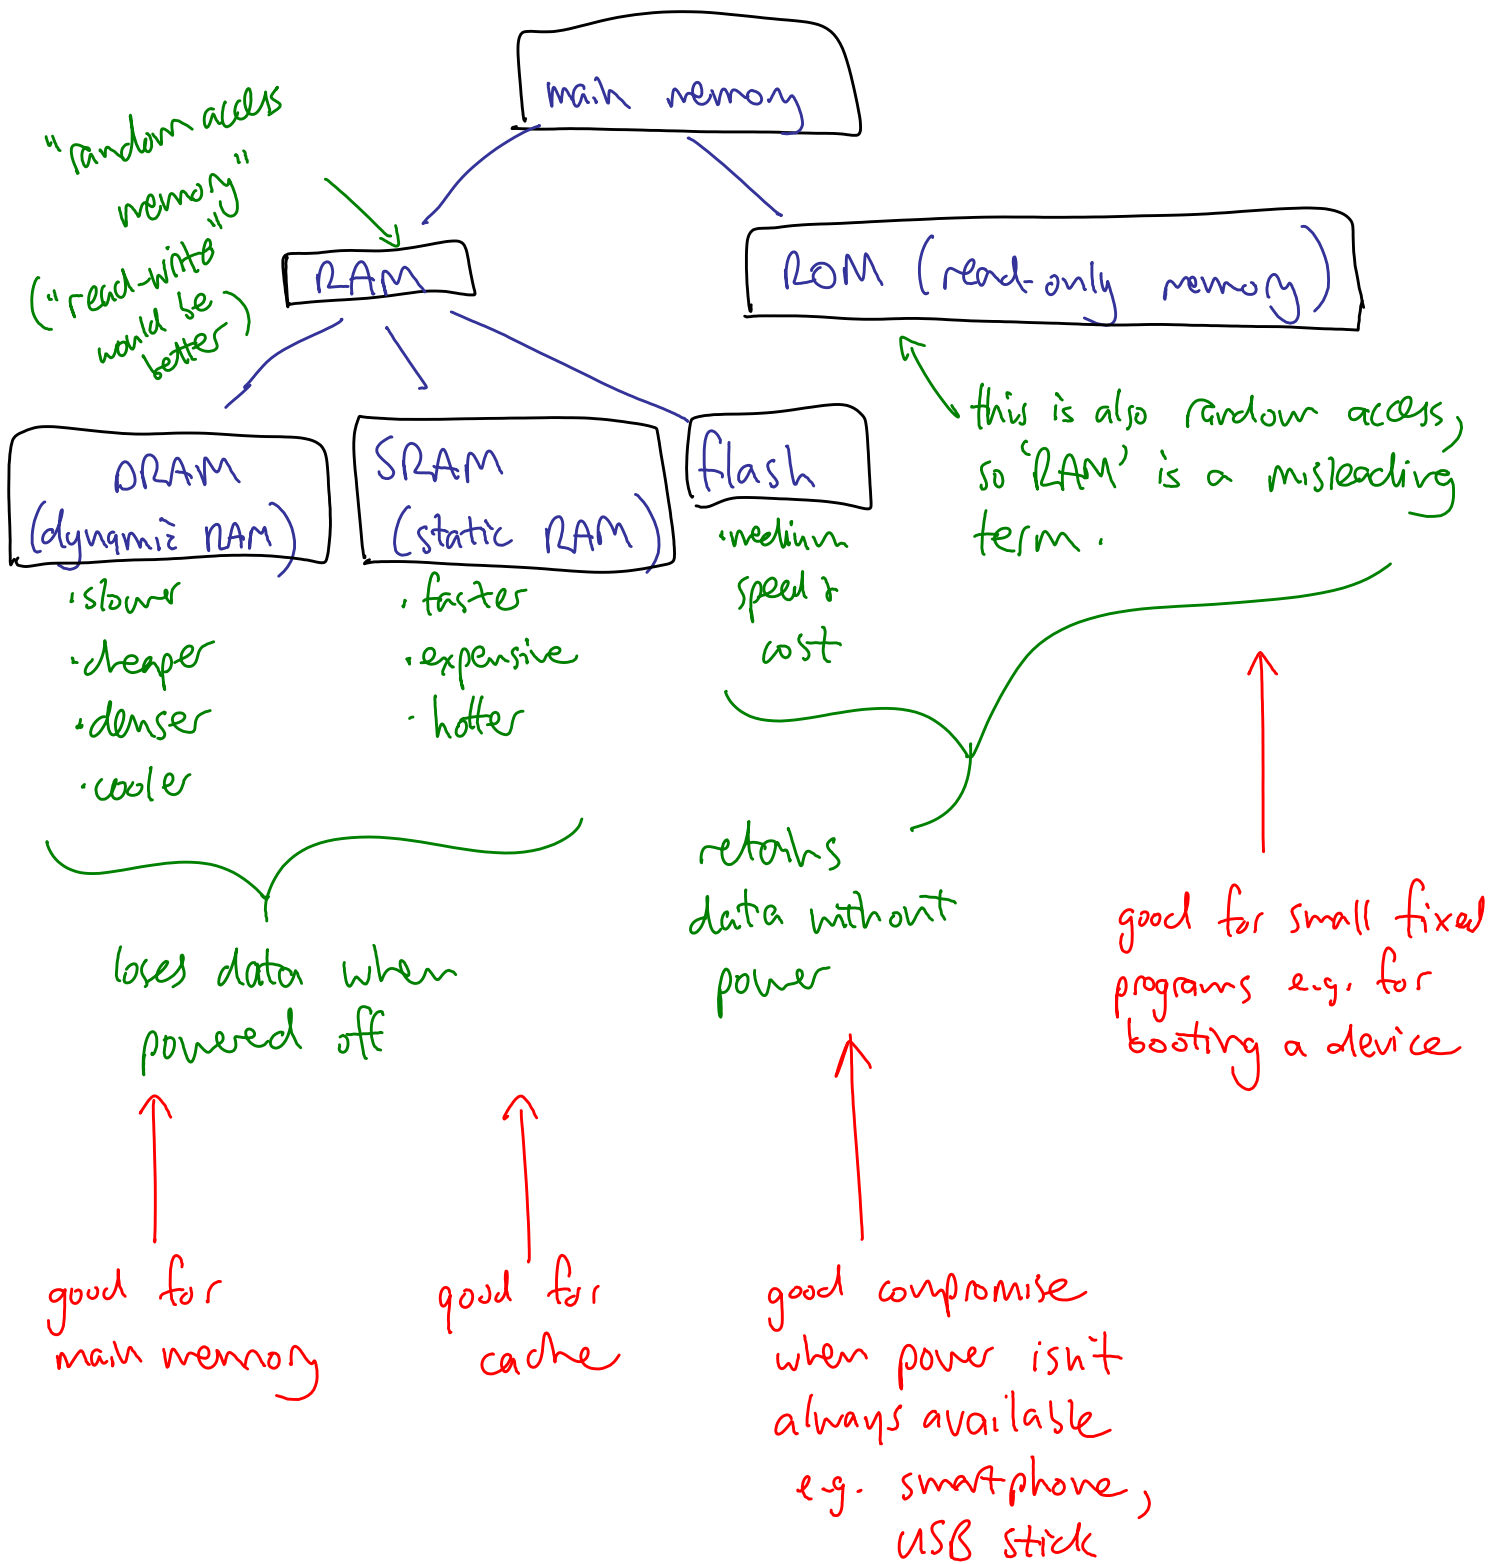 main memory
"random access
memory"
("read-write"
would be
better)
RAM
ROM (read-only memory)
this is also random access,
so 'RAM' is a misleading
term.
DRAM
(dynamic RAM)
• slower
• cheaper
• denser
• cooler
SRAM
(static RAM)
• faster
• expensive
• hotter
flash
• medium
speed &
cost
loses data when
powered off
retains
data without
power
good for small fixed
programs e.g. for
booting a device
good for
main memory
good for
cache
good compromise
when power isn't
always available
e.g. smartphone,
USB stick